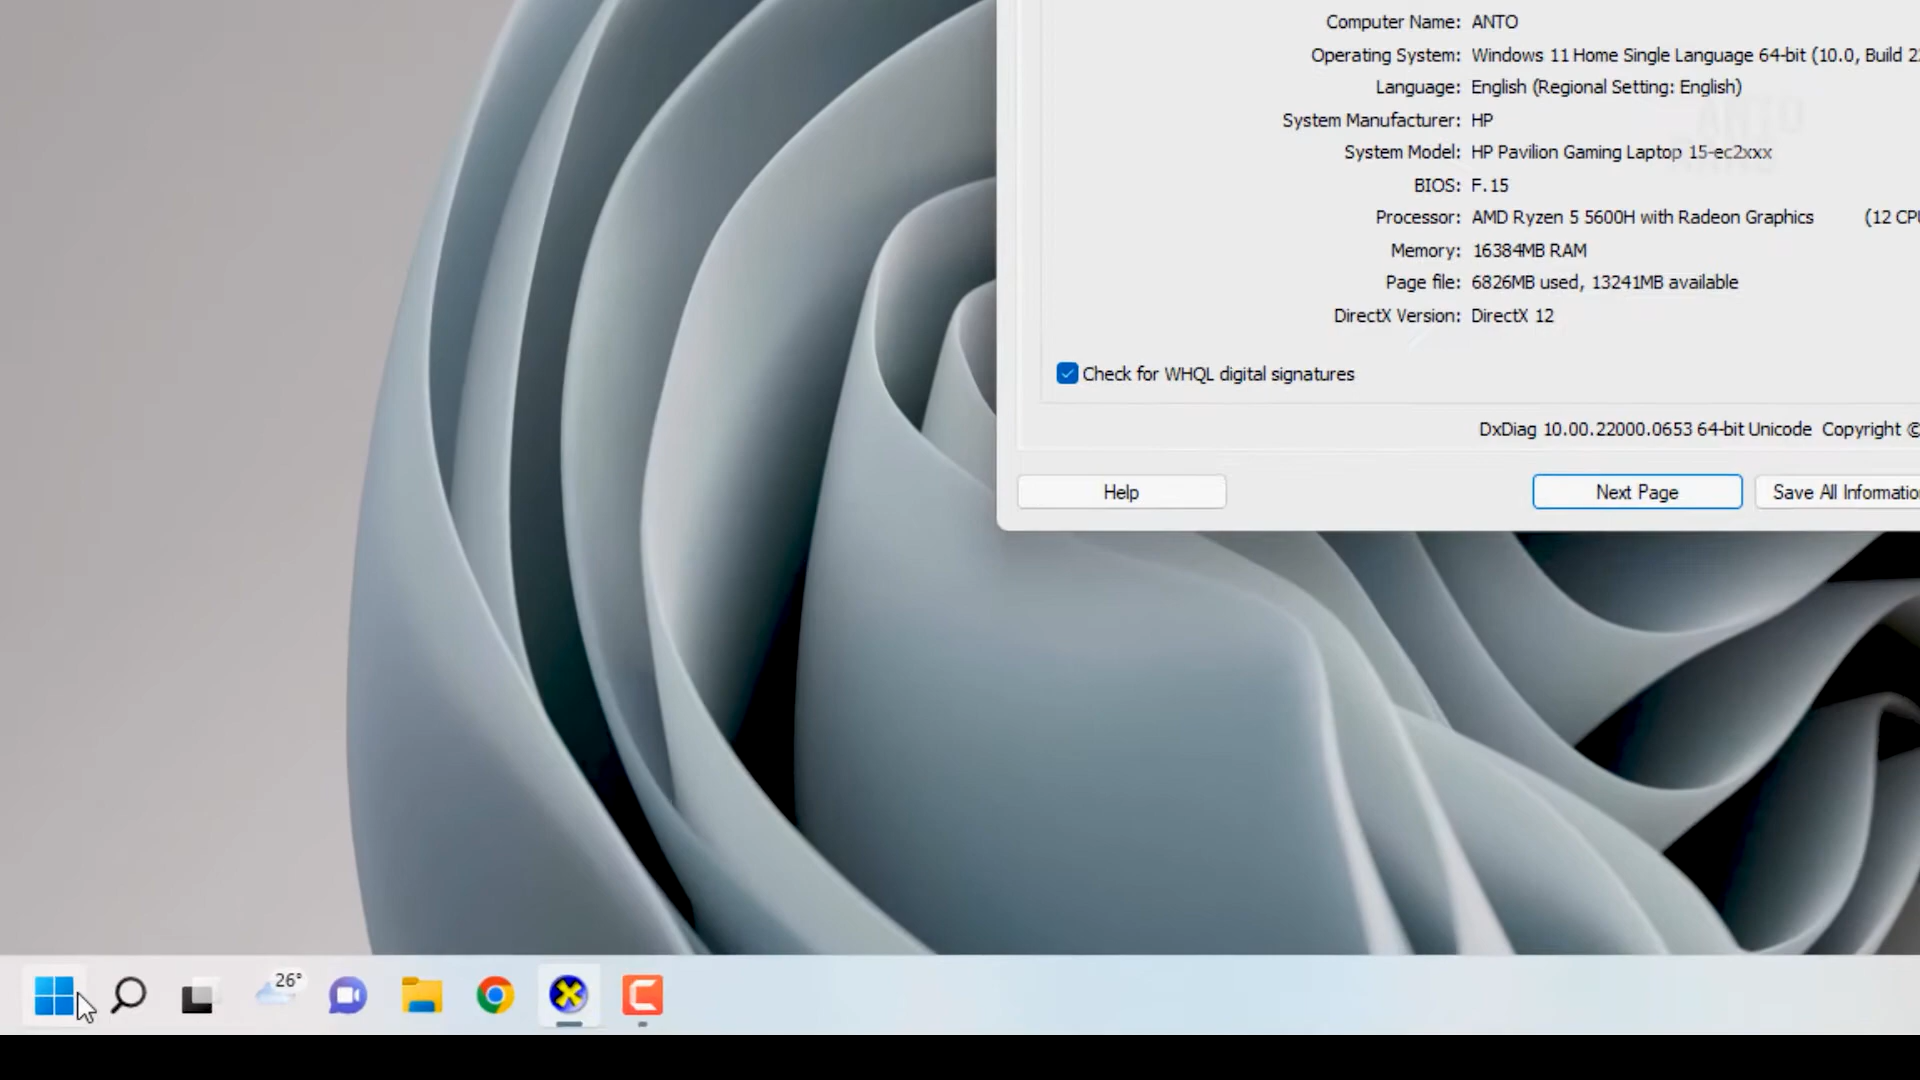 Computer Name: ANTO
Operating System: Windows 11 Home Single Language 64-bit (10.0, Build 2
Language: English (Regional Setting: English)
System Manufacturer: HP
System Model: HP Pavilion Gaming Laptop 15-ec2xxx
BIOS: F.15
Processor: AMD Ryzen 5 5600H with Radeon Graphics (12 CPU
Memory: 16384MB RAM
Page file: 6826MB used, 13241MB available
DirectX Version: DirectX 12
Check for WHQL digital signatures
DxDiag 10.00.22000.0653 64-bit Unicode Copyright ©
Help Next Page Save All Informatio
26°